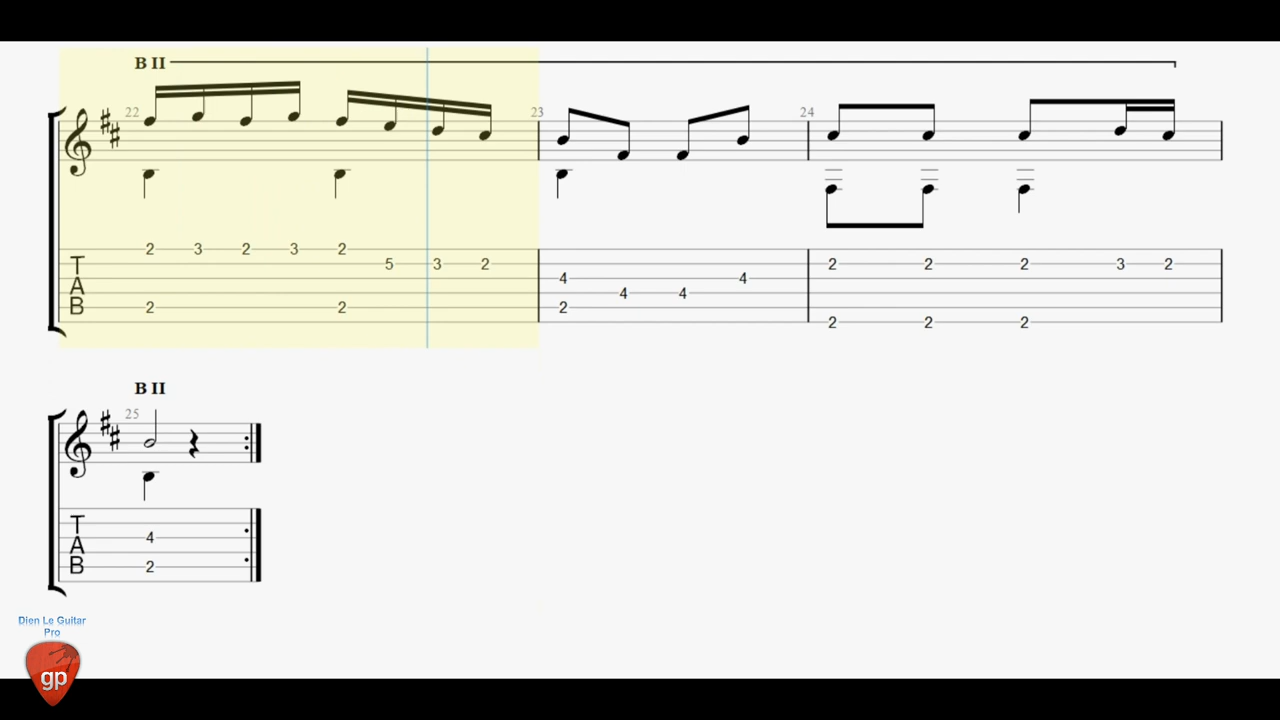 B II
22 23 24
2 3 2 3 2
T 5 3 2 2 2 2 3 2
A 4 4
4 4
B 2 2 2
2 2 2
B II
25
T
A 4
B 2
Dien Le Guitar
Pro
gp